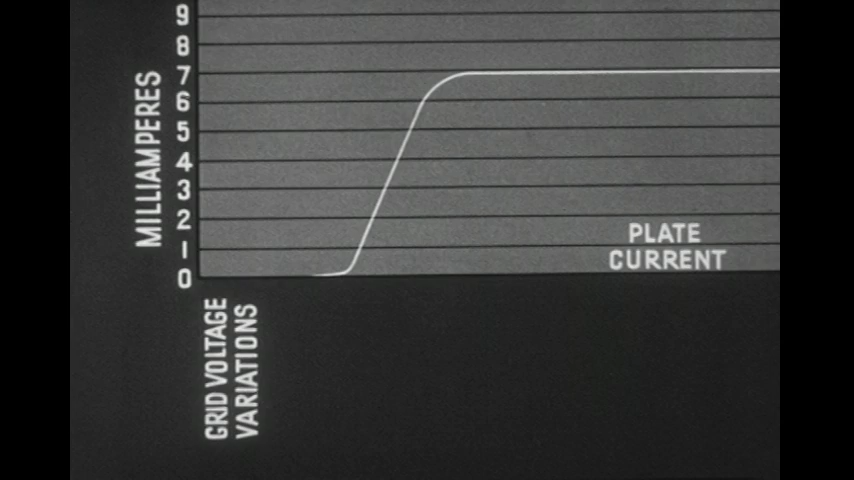 9
8
7
6
5
4
3
2
1
0
MILLIAMPERES
PLATE
CURRENT
GRID VOLTAGE
VARIATIONS